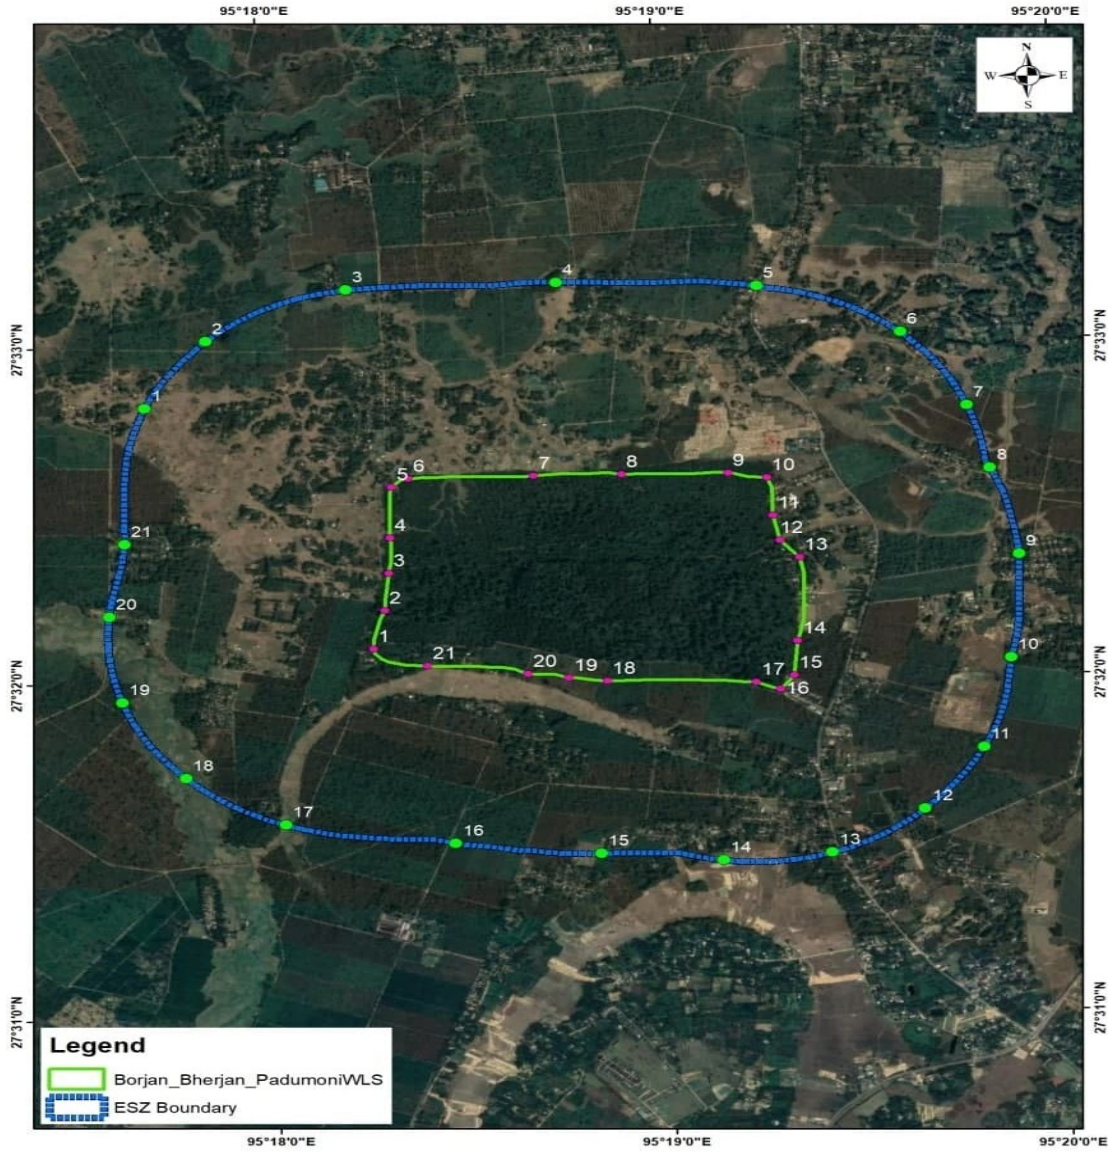 95°18'0"E 95°19'0"E 95°20'0"E
N
W E
S
4
3 5
6
2
27°33'0"N 27°33'0"N
7
1
8
5 6 7 8 9 10
11
4 12
21 13 9
3
20 2
1 14 10
21 20 19 18 17 15
16
27°32'0"N 27°32'0"N
19
11
18
12
17
16 15 14 13
27°31'0"N 27°31'0"N
Legend
Borjan_Bherjan_PadumoniWLS
ESZ Boundary
95°18'0"E 95°19'0"E 95°20'0"E